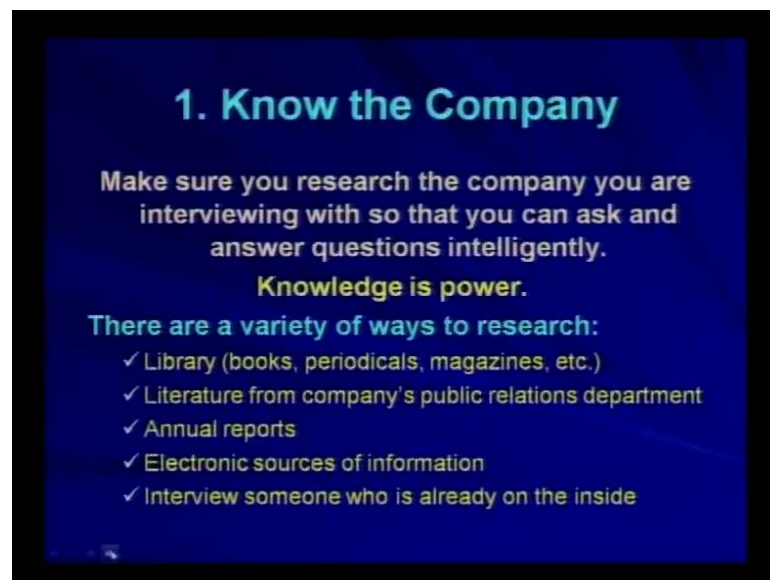 1. Know the Company
Make sure you research the company you are
interviewing with so that you can ask and
answer questions intelligently.
Knowledge is power.
There are a variety of ways to research:
✓ Library (books, periodicals, magazines, etc.)
✓ Literature from company's public relations department
✓ Annual reports
✓ Electronic sources of information
✓ Interview someone who is already on the inside